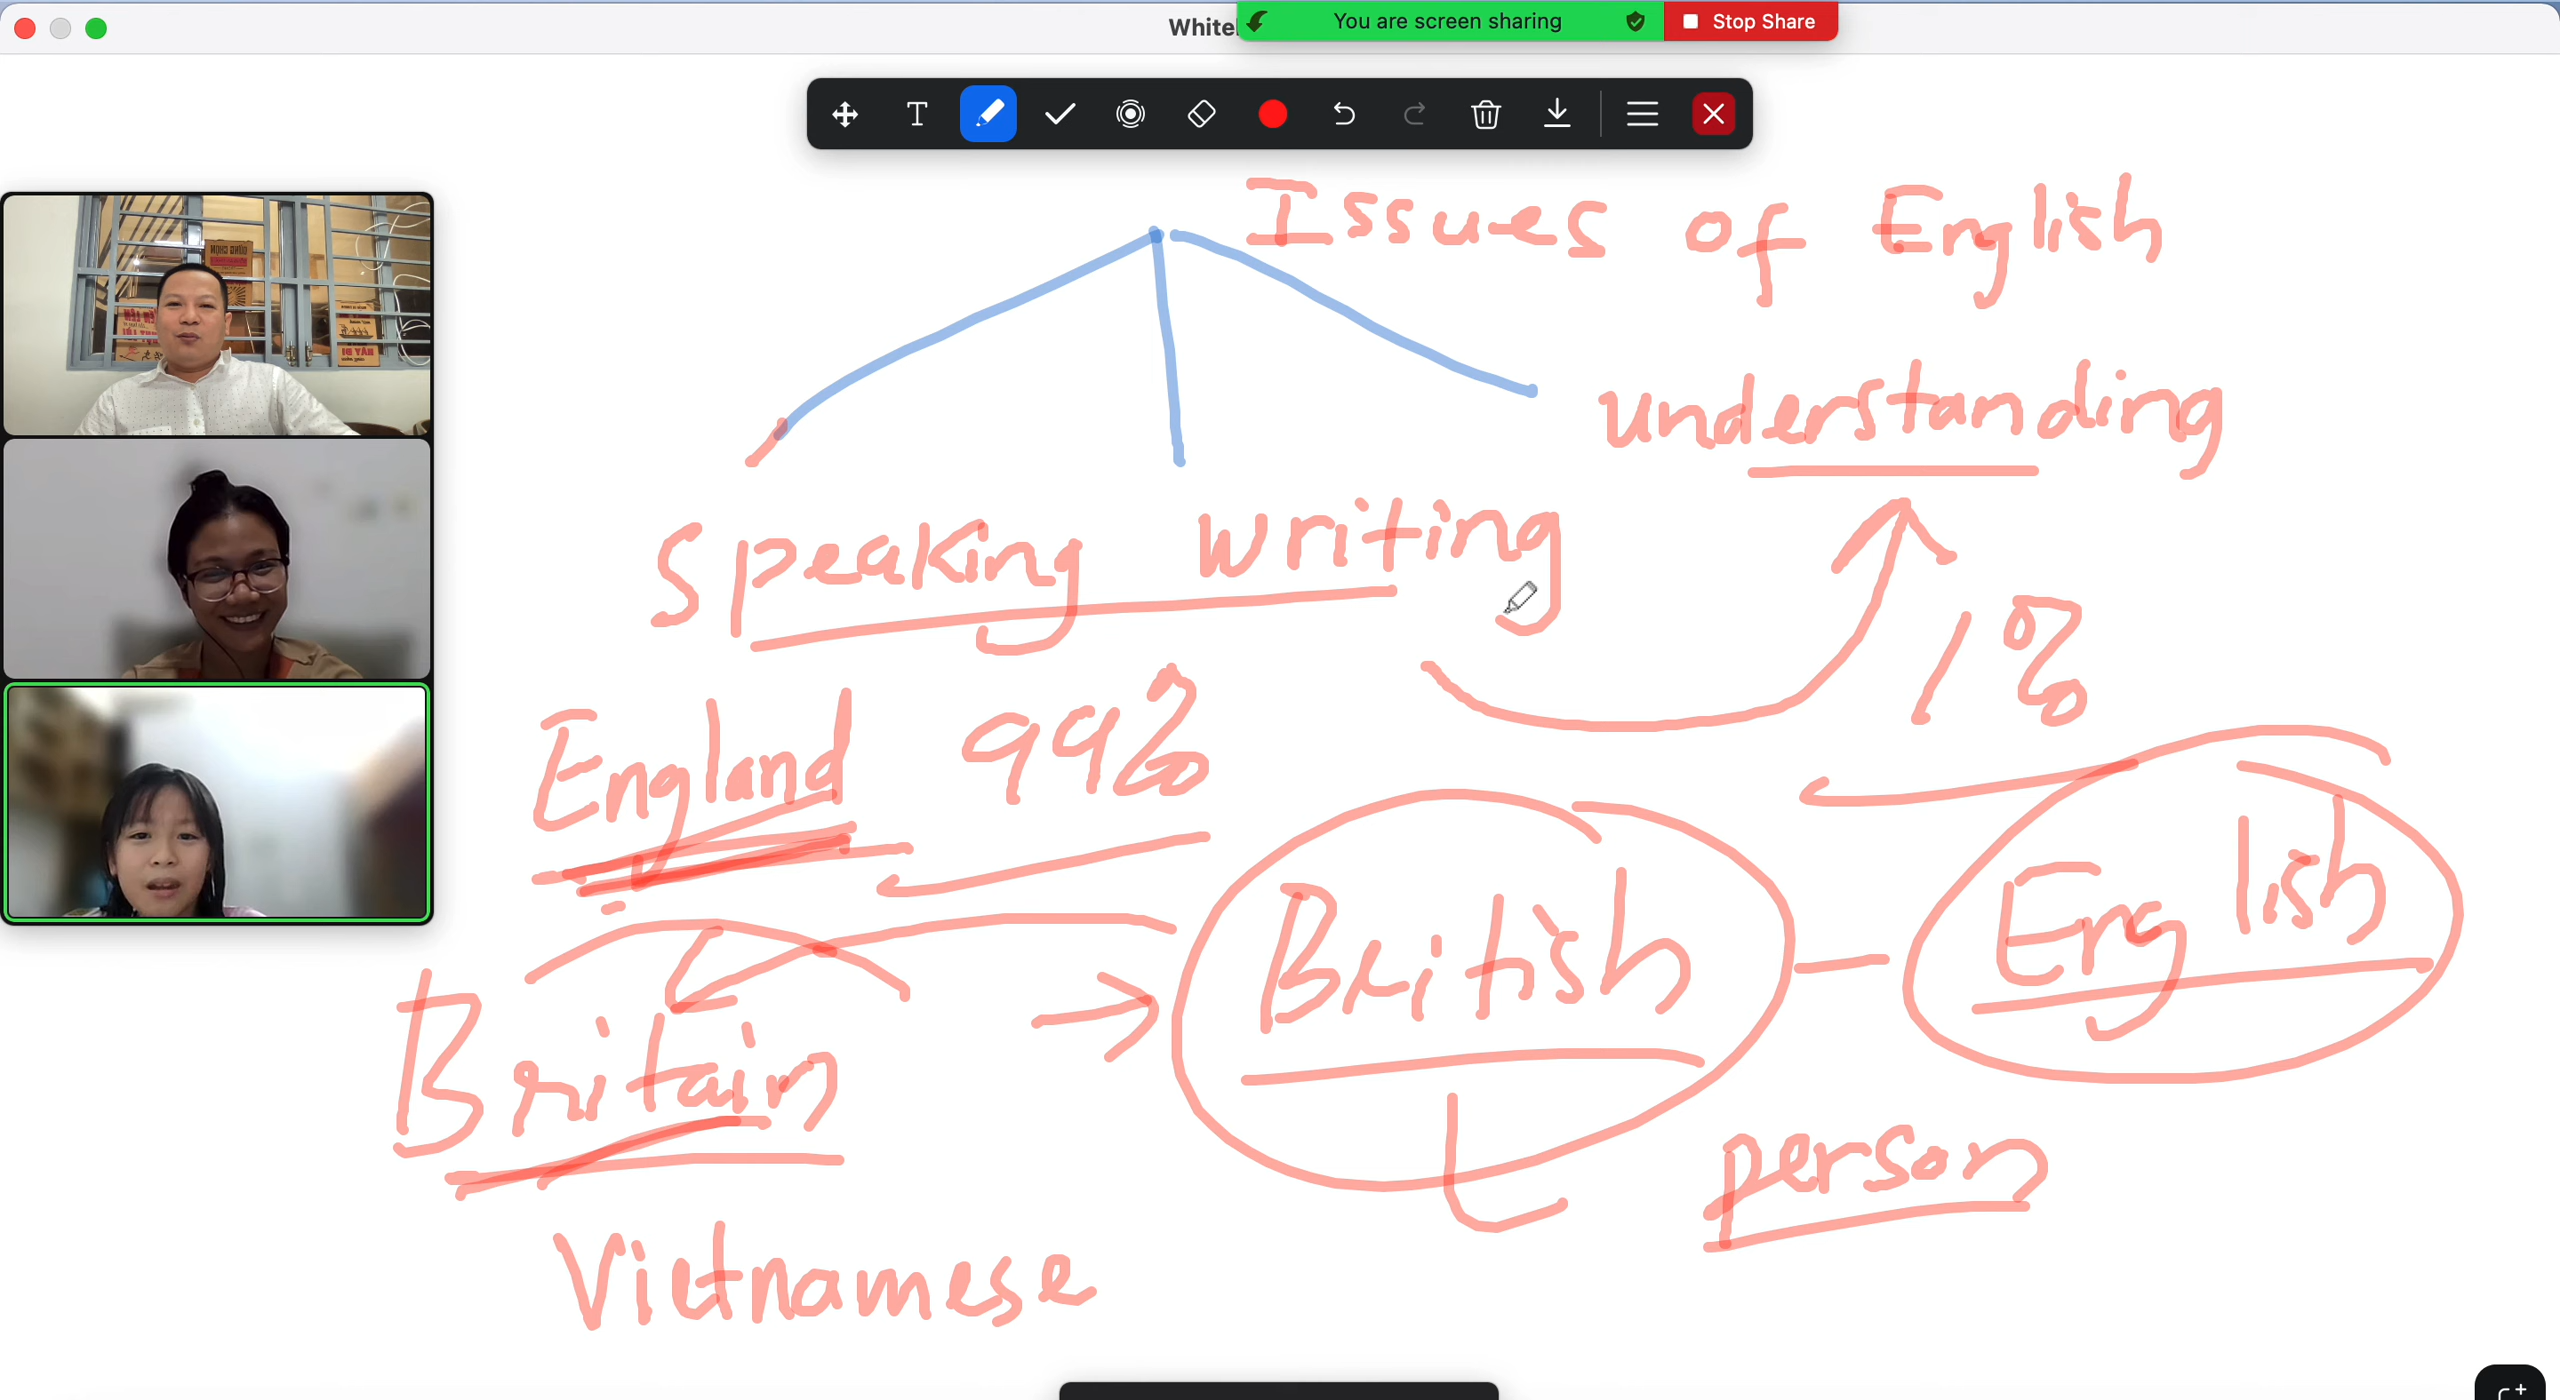 White
You are screen sharing
Stop Share
Issues of English
understanding
Speaking writing
1%
England 99%
British - English
Britain
person
Vietnamese